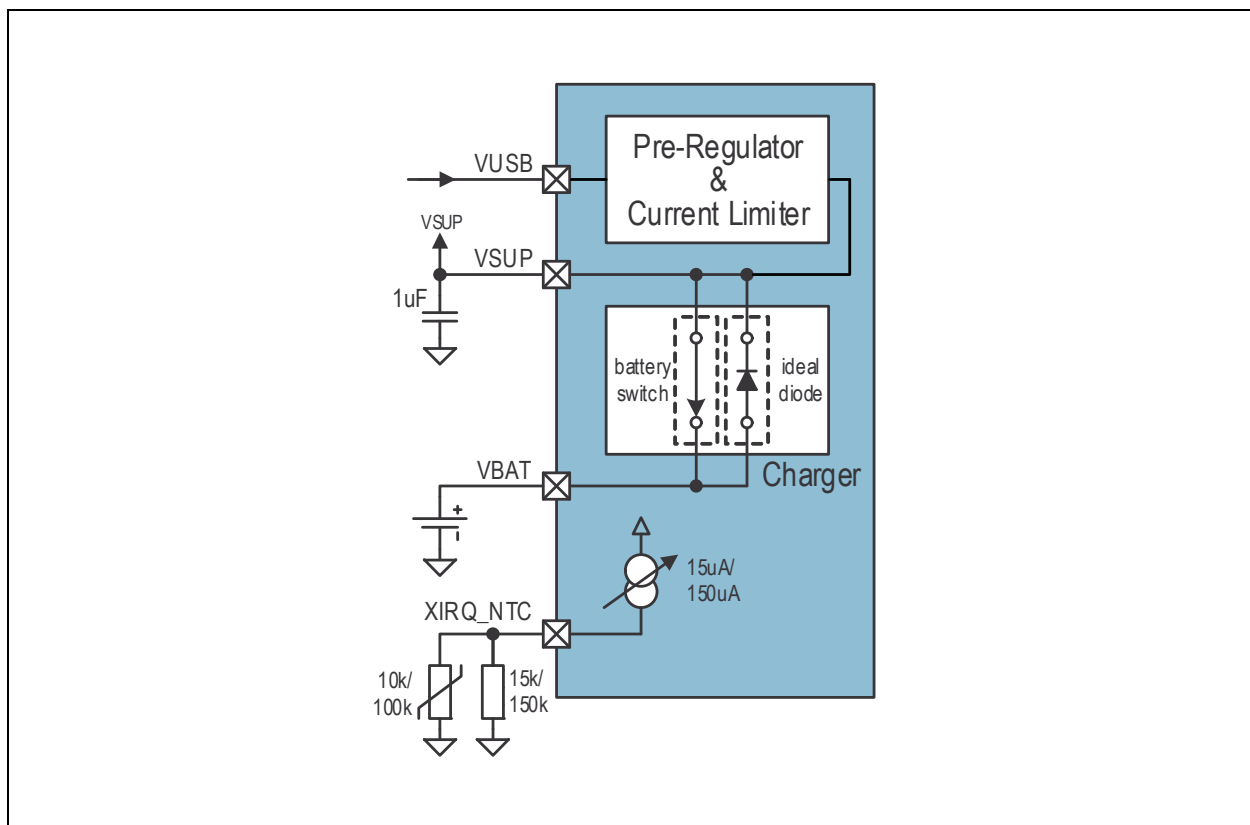 Pre-Regulator
&
Current Limiter
VUSB
VSUP
VSUP
1uF
battery
switch
ideal
diode
VBAT
Charger
+
15uA/
150uA
XIRQ_NTC
10k/
100k
15k/
150k